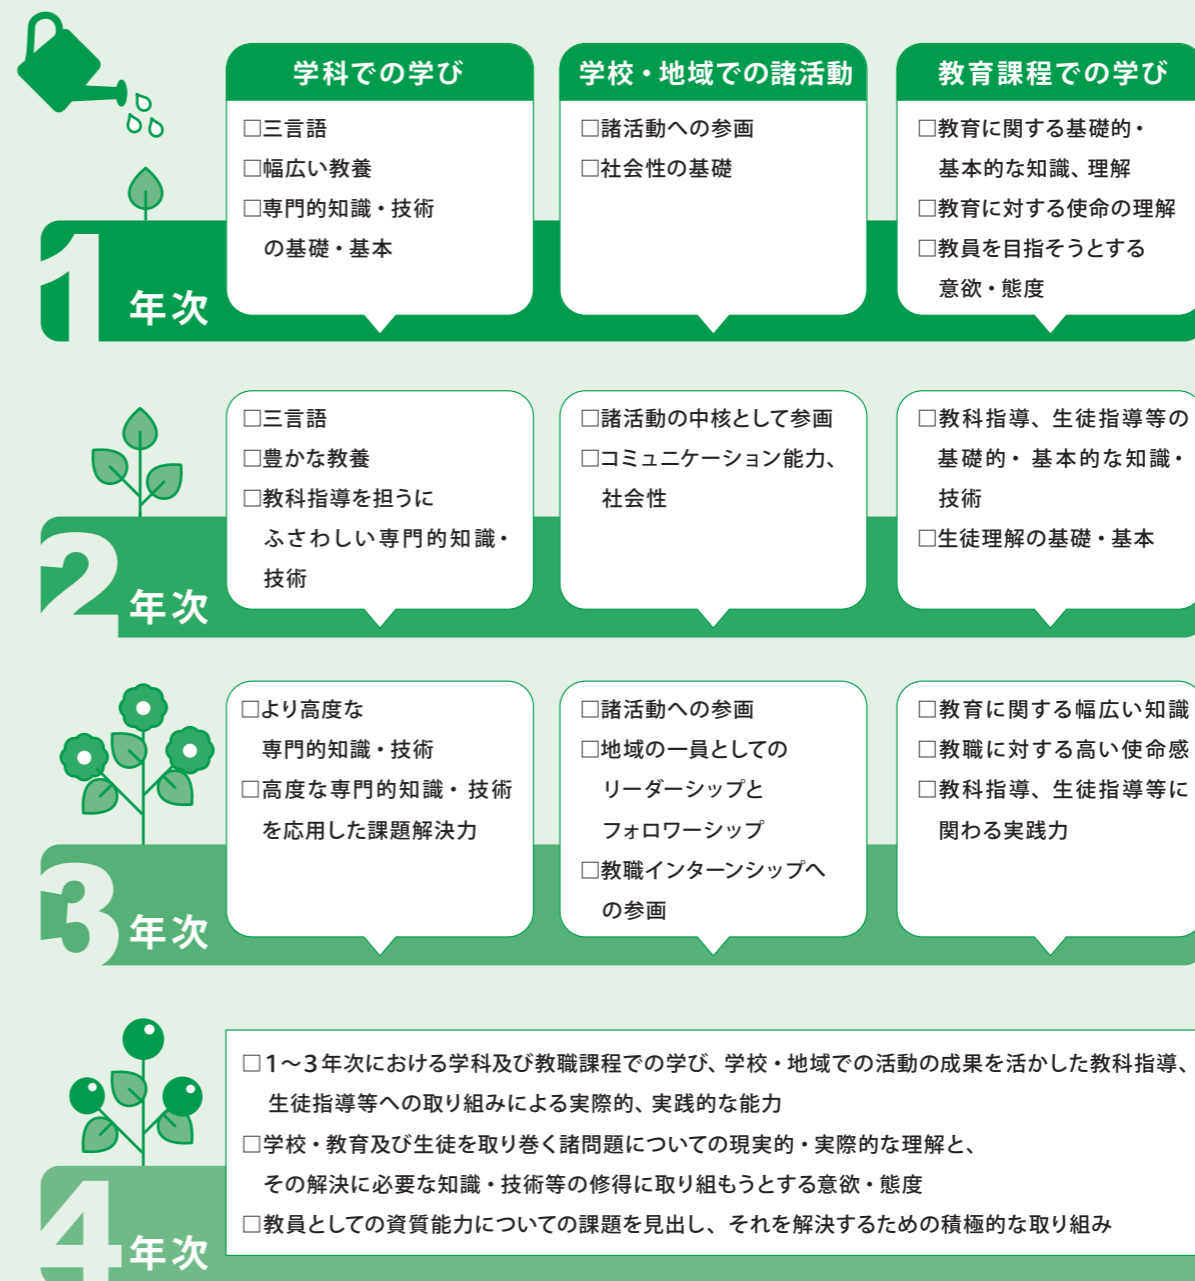 学科での学び
学校・地域での諸活動
教育課程での学び
1年次
□三言語
□幅広い教養
□専門的知識・技術
の基礎・基本
□諸活動への参画
□社会性の基礎
□教育に関する基礎的・
基本的な知識、理解
□教育に対する使命の理解
□教員を目指そうとする
意欲・態度
2年次
□三言語
□豊かな教養
□教科指導を担うに
ふさわしい専門的知識・
技術
□諸活動の中核として参画
□コミュニケーション能力、
社会性
□教科指導、生徒指導等の
基礎的・基本的な知識・
技術
□生徒理解の基礎・基本
3年次
□より高度な
専門的知識・技術
□高度な専門的知識・技術
を応用した課題解決力
□諸活動への参画
□地域の一員としての
リーダーシップと
フォロワーシップ
□教職インターンシップへ
の参画
□教育に関する幅広い知識
□教職に対する高い使命感
□教科指導、生徒指導等に
関わる実践力
4年次
□1〜3年次における学科及び教職課程での学び、学校・地域での活動の成果を活かした教科指導、
生徒指導等への取り組みによる実際的、実践的な能力
□学校・教育及び生徒を取り巻く諸問題についての現実的・実際的な理解と、
その解決に必要な知識・技術等の修得に取り組もうとする意欲・態度
□教員としての資質能力についての課題を見出し、それを解決するための積極的な取り組み